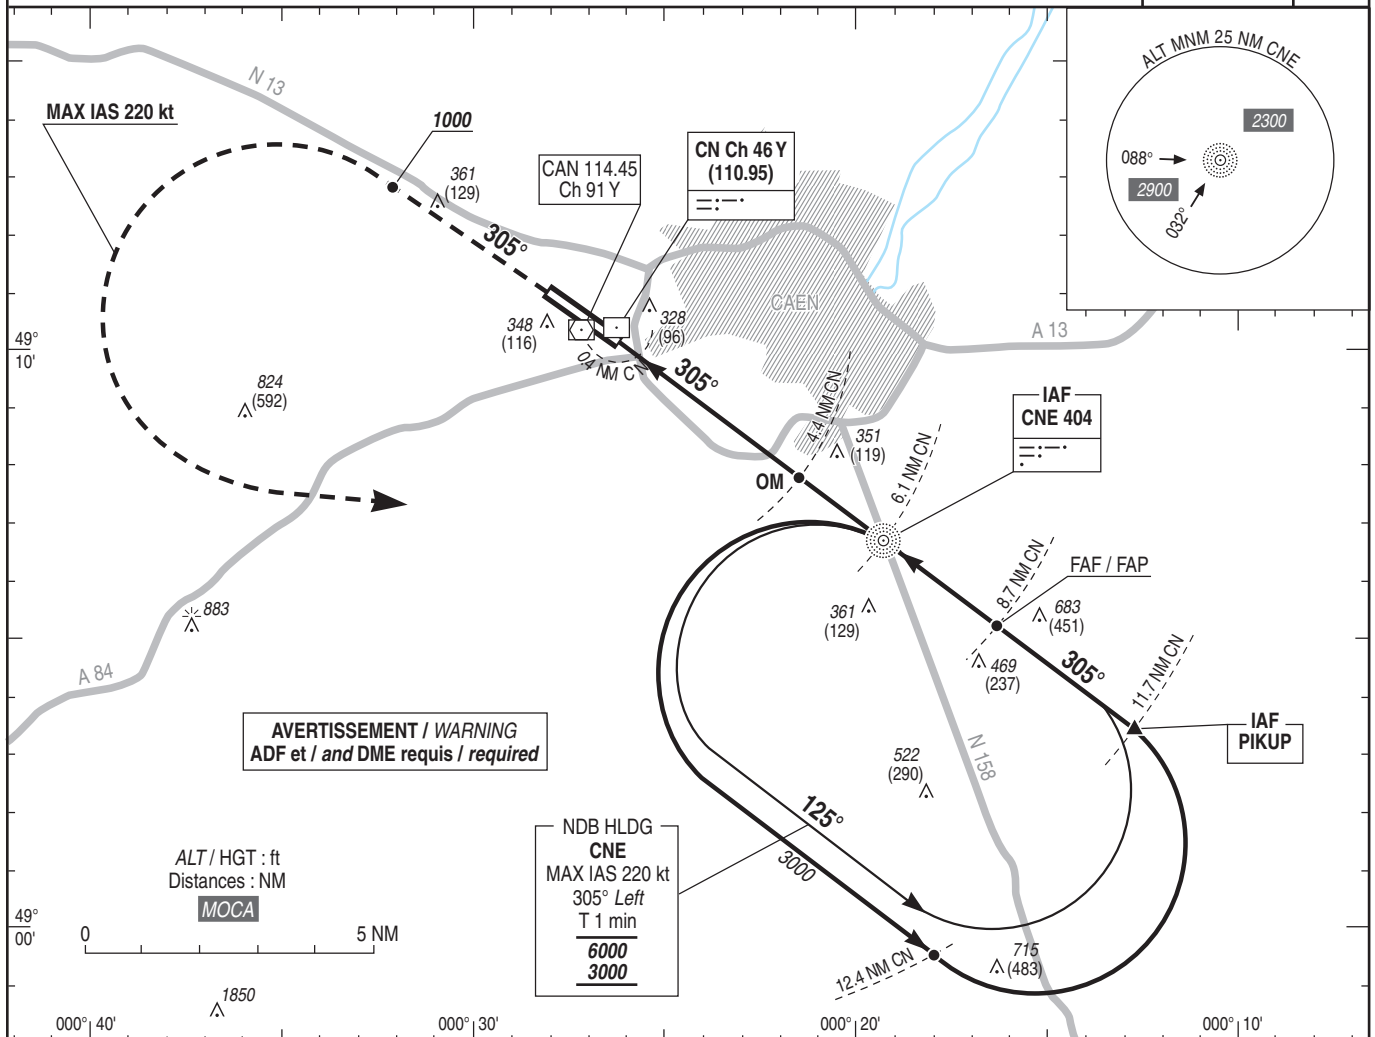 ALT MNM 25 NM CNE
2300
088°
2900
032°
N 13
MAX IAS 220 kt
1000
361
(129)
CAN 114.45
Ch 91 Y
CN Ch 46 Y
(110.95)
305°
CAEN
348
(116)
328
(96)
0.4 NM CN
A 13
49°
10'
305°
824
(592)
4.4 NM CN
IAF
CNE 404
351
(119)
OM
6.1 NM CN
8.7 NM CN
FAF / FAP
361
(129)
683
(451)
883
469
(237)
305°
11.7 NM CN
A 84
IAF
PIKUP
AVERTISSEMENT / WARNING
ADF et / and DME requis / required
N 158
522
(290)
125°
3000
NDB HLDG
CNE
MAX IAS 220 kt
305° Left
T 1 min
6000
3000
ALT / HGT : ft
Distances : NM
MOCA
0
5 NM
49°
00'
12.4 NM CN
715
(483)
1850
000° 40'
000° 30'
000° 20'
000° 10'